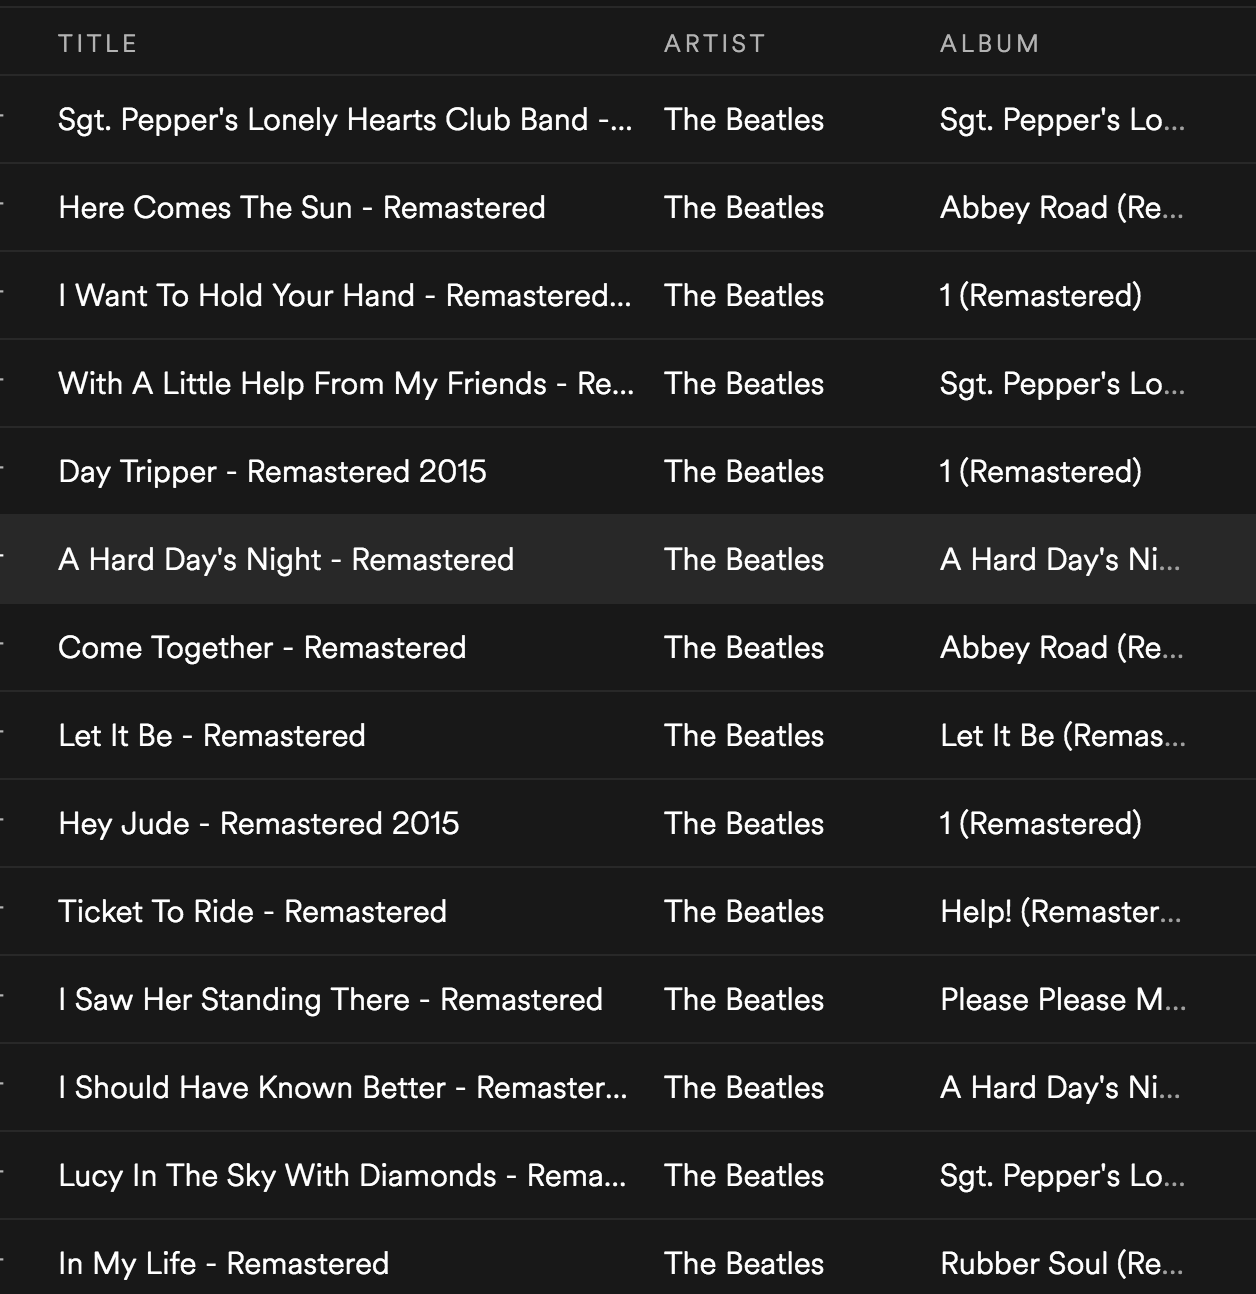 TITLE ARTIST ALBUM
Sgt. Pepper's Lonely Hearts Club Band -... The Beatles Sgt. Pepper's Lo...
Here Comes The Sun - Remastered The Beatles Abbey Road (Re...
I Want To Hold Your Hand - Remastered... The Beatles 1 (Remastered)
With A Little Help From My Friends - Re... The Beatles Sgt. Pepper's Lo...
Day Tripper - Remastered 2015 The Beatles 1 (Remastered)
A Hard Day's Night - Remastered The Beatles A Hard Day's Ni...
Come Together - Remastered The Beatles Abbey Road (Re...
Let It Be - Remastered The Beatles Let It Be (Remas...
Hey Jude - Remastered 2015 The Beatles 1 (Remastered)
Ticket To Ride - Remastered The Beatles Help! (Remaster...
I Saw Her Standing There - Remastered The Beatles Please Please M...
I Should Have Known Better - Remaster... The Beatles A Hard Day's Ni...
Lucy In The Sky With Diamonds - Rema... The Beatles Sgt. Pepper's Lo...
In My Life - Remastered The Beatles Rubber Soul (Re...